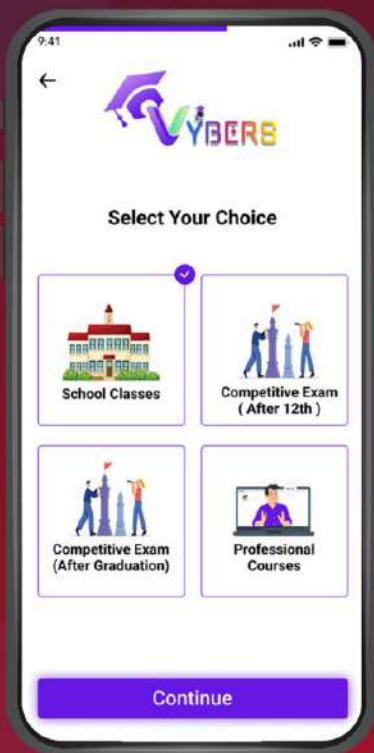 9:41
VYBERS
Select Your Choice
School Classes
Competitive Exam
( After 12th )
Competitive Exam
(After Graduation)
Professional
Courses
Continue